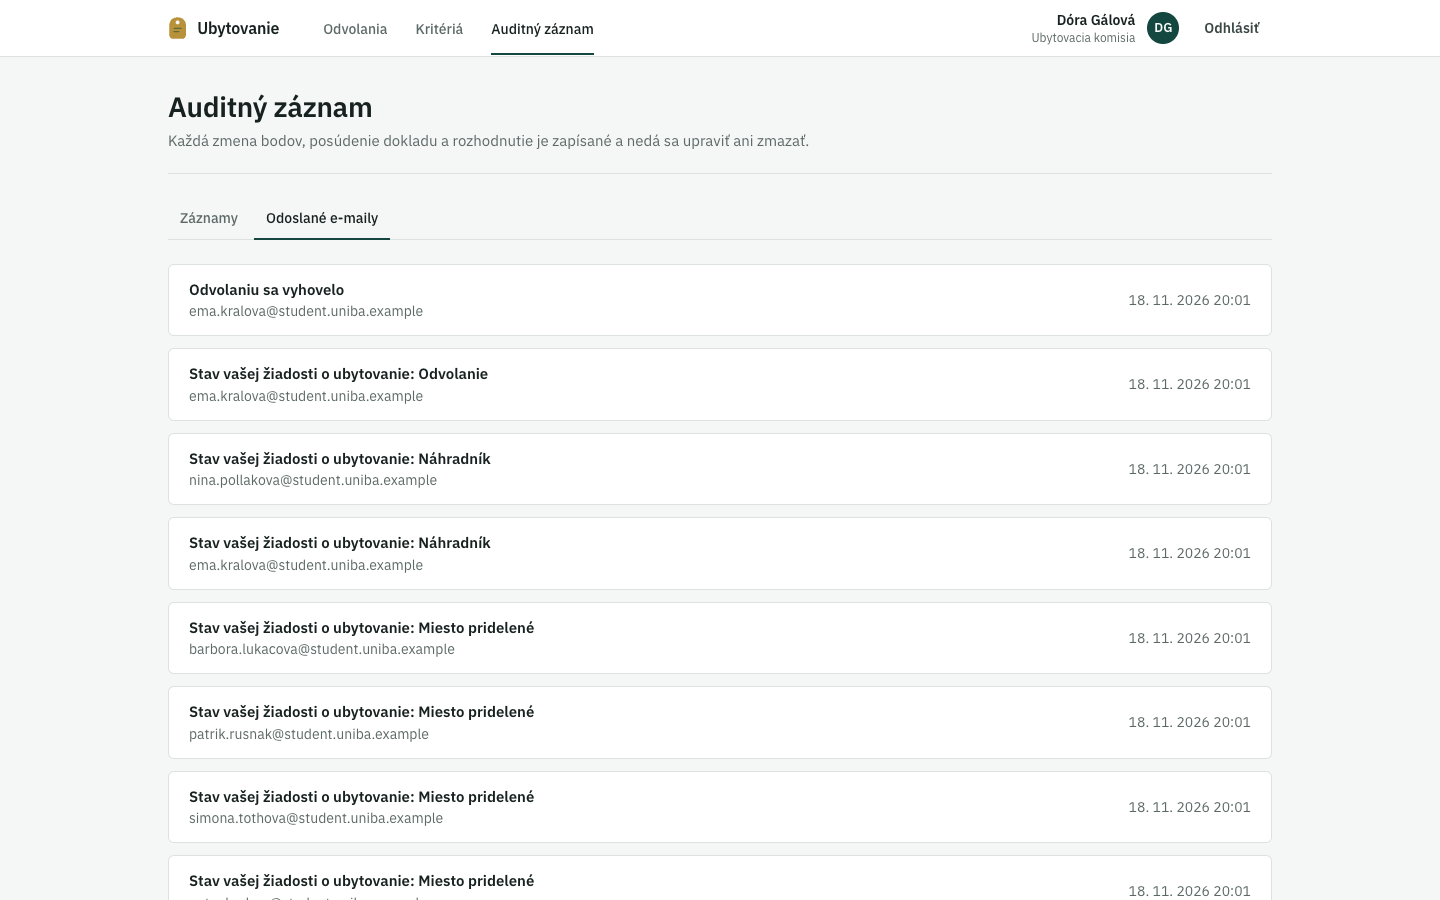 Ubytovanie
Odvolania
Kritériá
Auditný záznam
Dóra Gálová
Ubytovacia komisia
DG
Odhlásiť
Auditný záznam
Každá zmena bodov, posúdenie dokladu a rozhodnutie je zapísané a nedá sa upraviť ani zmazať.
Záznamy
Odoslané e-maily
Odvolaniu sa vyhovelo
ema.kralova@student.uniba.example
18. 11. 2026 20:01
Stav vašej žiadosti o ubytovanie: Odvolanie
ema.kralova@student.uniba.example
18. 11. 2026 20:01
Stav vašej žiadosti o ubytovanie: Náhradník
nina.pollakova@student.uniba.example
18. 11. 2026 20:01
Stav vašej žiadosti o ubytovanie: Náhradník
ema.kralova@student.uniba.example
18. 11. 2026 20:01
Stav vašej žiadosti o ubytovanie: Miesto pridelené
barbora.lukacova@student.uniba.example
18. 11. 2026 20:01
Stav vašej žiadosti o ubytovanie: Miesto pridelené
patrik.rusnak@student.uniba.example
18. 11. 2026 20:01
Stav vašej žiadosti o ubytovanie: Miesto pridelené
simona.tothova@student.uniba.example
18. 11. 2026 20:01
Stav vašej žiadosti o ubytovanie: Miesto pridelené
18. 11. 2026 20:01